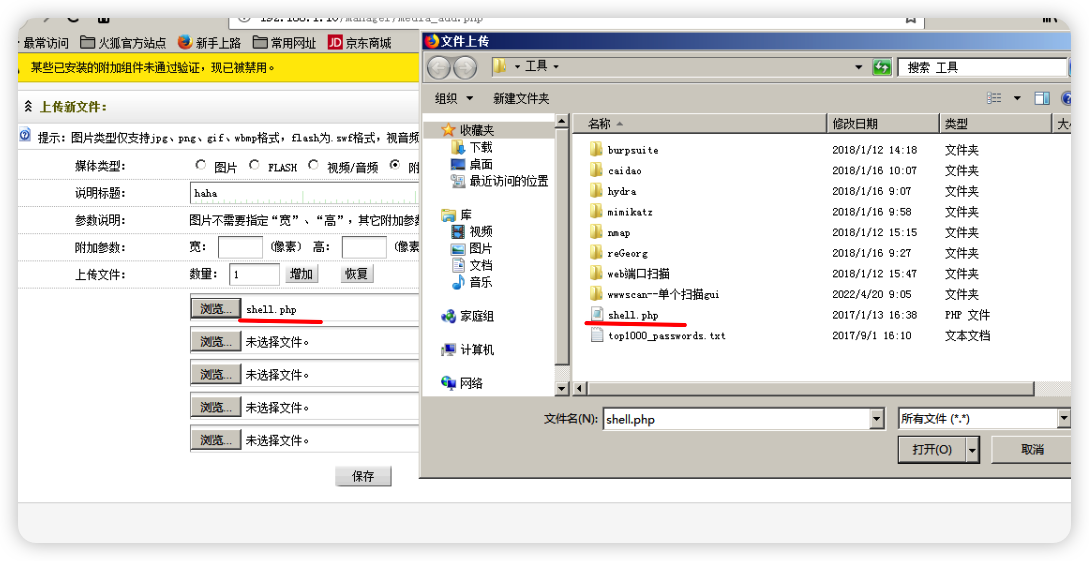 192.168.1.10/manager/media_add.php
最常访问 火狐官方站点 新手上路 常用网址 JD 京东商城
某些已安装的附加组件未通过验证，现已被禁用。
上传新文件:
提示: 图片类型仅支持jpg、png、gif、wbmp格式，flash为.swf格式，视音频
媒体类型: 图片 FLASH 视频/音频
说明标题: haha
参数说明: 图片不需要指定“宽”、“高”，其它附加参
附加参数: 宽: (像素) 高: (像素
上传文件: 数量: 1 增加 恢复
浏览... shell.php
浏览... 未选择文件。
浏览... 未选择文件。
浏览... 未选择文件。
浏览... 未选择文件。
保存
文件上传
工具
搜索 工具
组织 新建文件夹
收藏夹
下载
桌面
最近访问的位置
库
视频
图片
文档
音乐
家庭组
计算机
网络
名称 修改日期 类型 大
burpsuite 2018/1/12 14:18 文件夹
caidao 2018/1/16 10:07 文件夹
hydra 2018/1/16 9:07 文件夹
mimikatz 2018/1/16 9:58 文件夹
nmap 2018/1/12 15:15 文件夹
reGeorg 2018/1/16 9:27 文件夹
web端口扫描 2018/1/12 15:47 文件夹
wwwscan--单个扫描gui 2022/4/20 9:05 文件夹
shell.php 2017/1/13 16:38 PHP 文件
top1000_passwords.txt 2017/9/1 16:10 文本文档
文件名(N): shell.php 所有文件 (*.*)
打开(O) 取消